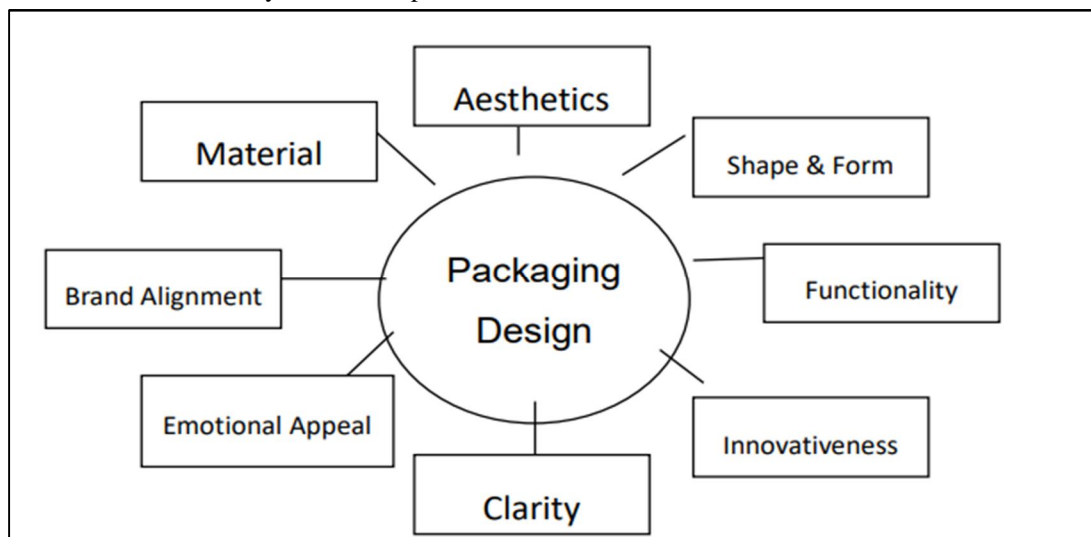 Aesthetics
Material
Shape & Form
Packaging
Design
Brand Alignment
Functionality
Emotional Appeal
Innovativeness
Clarity